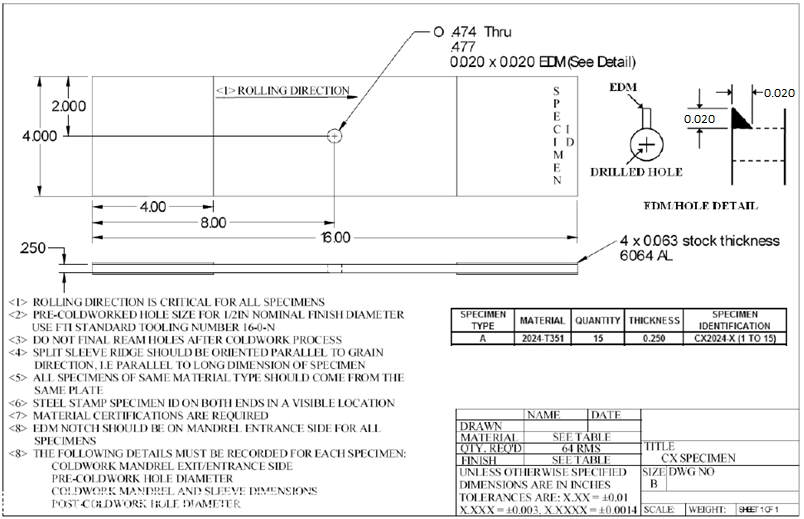 O .474 Thru
.477
0.020 x 0.020 EDM (See Detail)
<1> ROLLING DIRECTION
2.000
4.000
SPECIMEN
ID
4.00
8.00
16.00
EDM
DRILLED HOLE
0.020
0.020
EDM/HOLE DETAIL
.250
4 x 0.063 stock thickness
6064 AL
<1> ROLLING DIRECTION IS CRITICAL FOR ALL SPECIMENS
<2> PRE-COLDWORKED HOLE SIZE FOR 1/2IN NOMINAL FINISH DIAMETER
USE FTI STANDARD TOOLING NUMBER 16-0-N
<3> DO NOT FINAL REAM HOLES AFTER COLDWORK PROCESS
<4> SPLIT SLEEVE RIDGE SHOULD BE ORIENTED PARALLEL TO GRAIN
DIRECTION, I.E PARALLEL TO LONG DIMENSION OF SPECIMEN
<5> ALL SPECIMENS OF SAME MATERIAL TYPE SHOULD COME FROM THE
SAME PLATE
<6> STEEL STAMP SPECIMEN ID ON BOTH ENDS IN A VISIBLE LOCATION
<7> MATERIAL CERTIFICATIONS ARE REQUIRED
<8> EDM NOTCH SHOULD BE ON MANDREL ENTRANCE SIDE FOR ALL
SPECIMENS
<8> THE FOLLOWING DETAILS MUST BE RECORDED FOR EACH SPECIMEN:
COLDWORK MANDREL EXIT/ENTRANCE SIDE
PRE-COLDWORK HOLE DIAMETER
COLDWORK MANDREL AND SLEEVE DIMENSIONS
POST-COLDWORK HOLE DIAMETER
SPECIMEN TYPE MATERIAL QUANTITY THICKNESS SPECIMEN IDENTIFICATION
A 2024-T351 15 0.250 CX2024-X (1 TO 15)
NAME DATE
DRAWN
MATERIAL SEE TABLE
QTY. REQ'D 64 RMS
FINISH SEE TABLE
UNLESS OTHERWISE SPECIFIED
DIMENSIONS ARE IN INCHES
TOLERANCES ARE: X.XX = ±0.01
X.XXX = ±0.003, X.XXXX = ±0.0014
TITLE
CX SPECIMEN
SIZE DWG NO
B
SCALE: WEIGHT: SHEET 1 OF 1